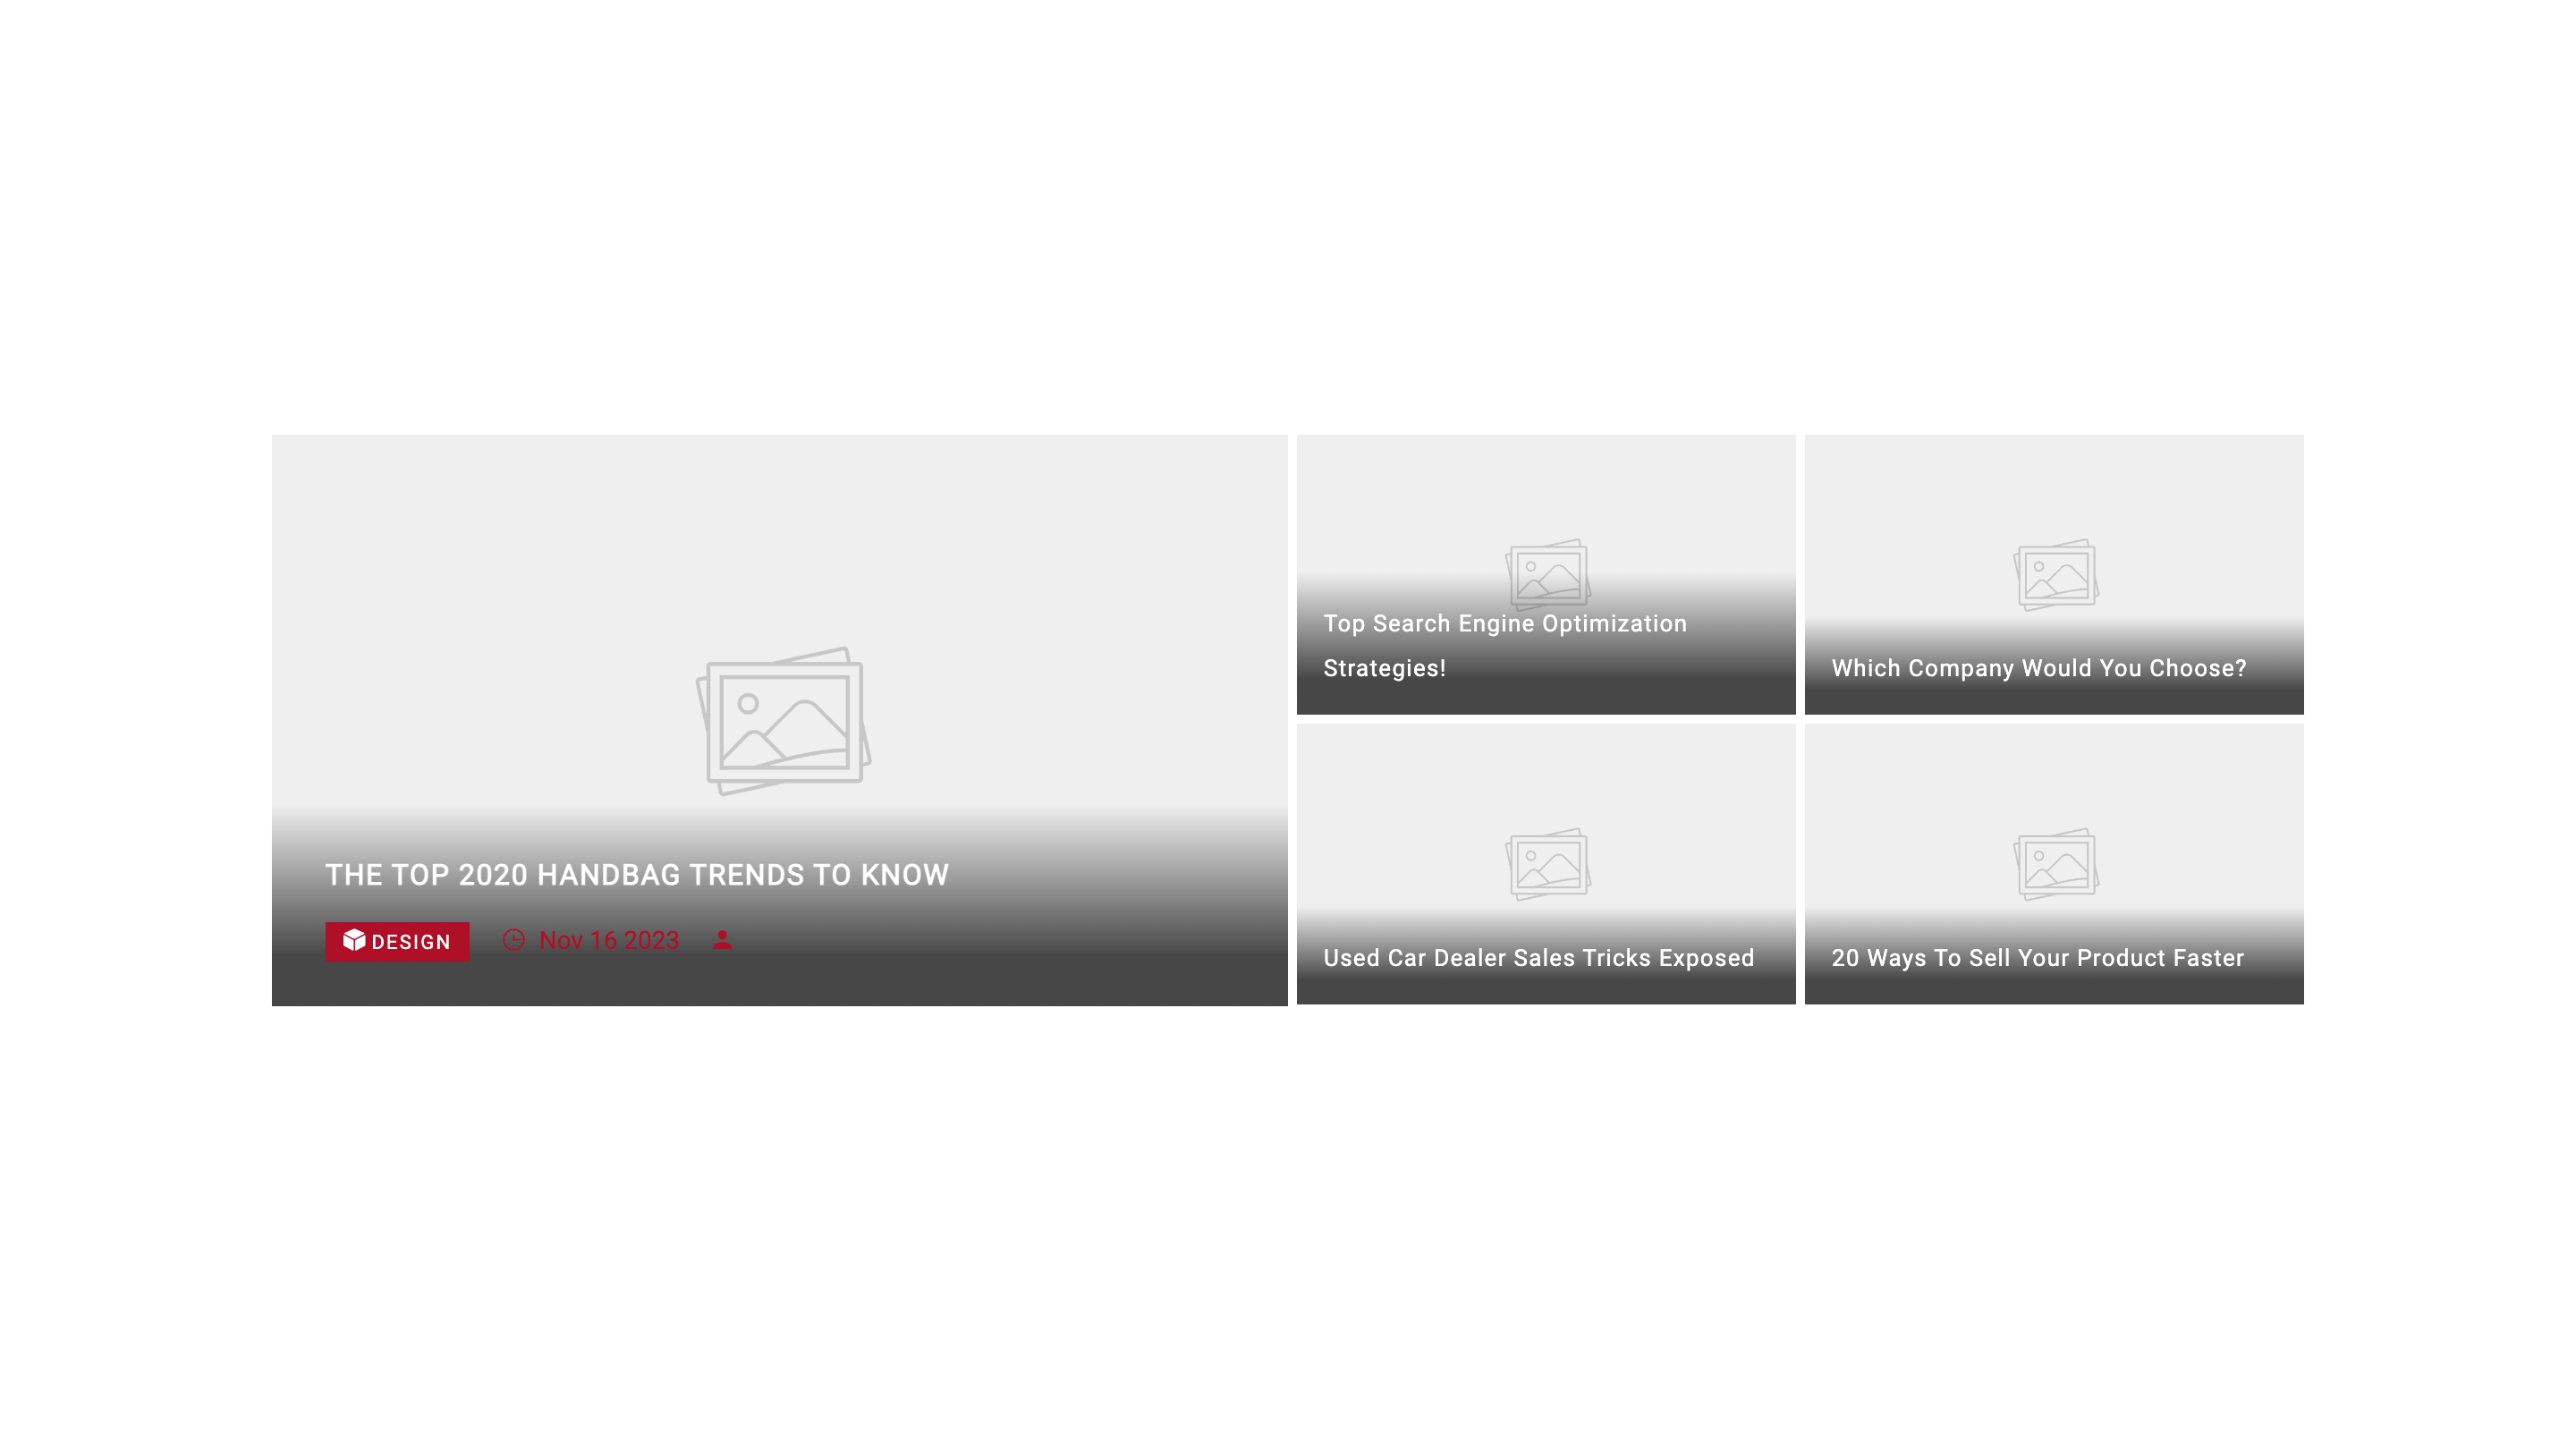 THE TOP 2020 HANDBAG TRENDS TO KNOW
DESIGN
Nov 16 2023
Top Search Engine Optimization
Strategies!
Which Company Would You Choose?
Used Car Dealer Sales Tricks Exposed
20 Ways To Sell Your Product Faster